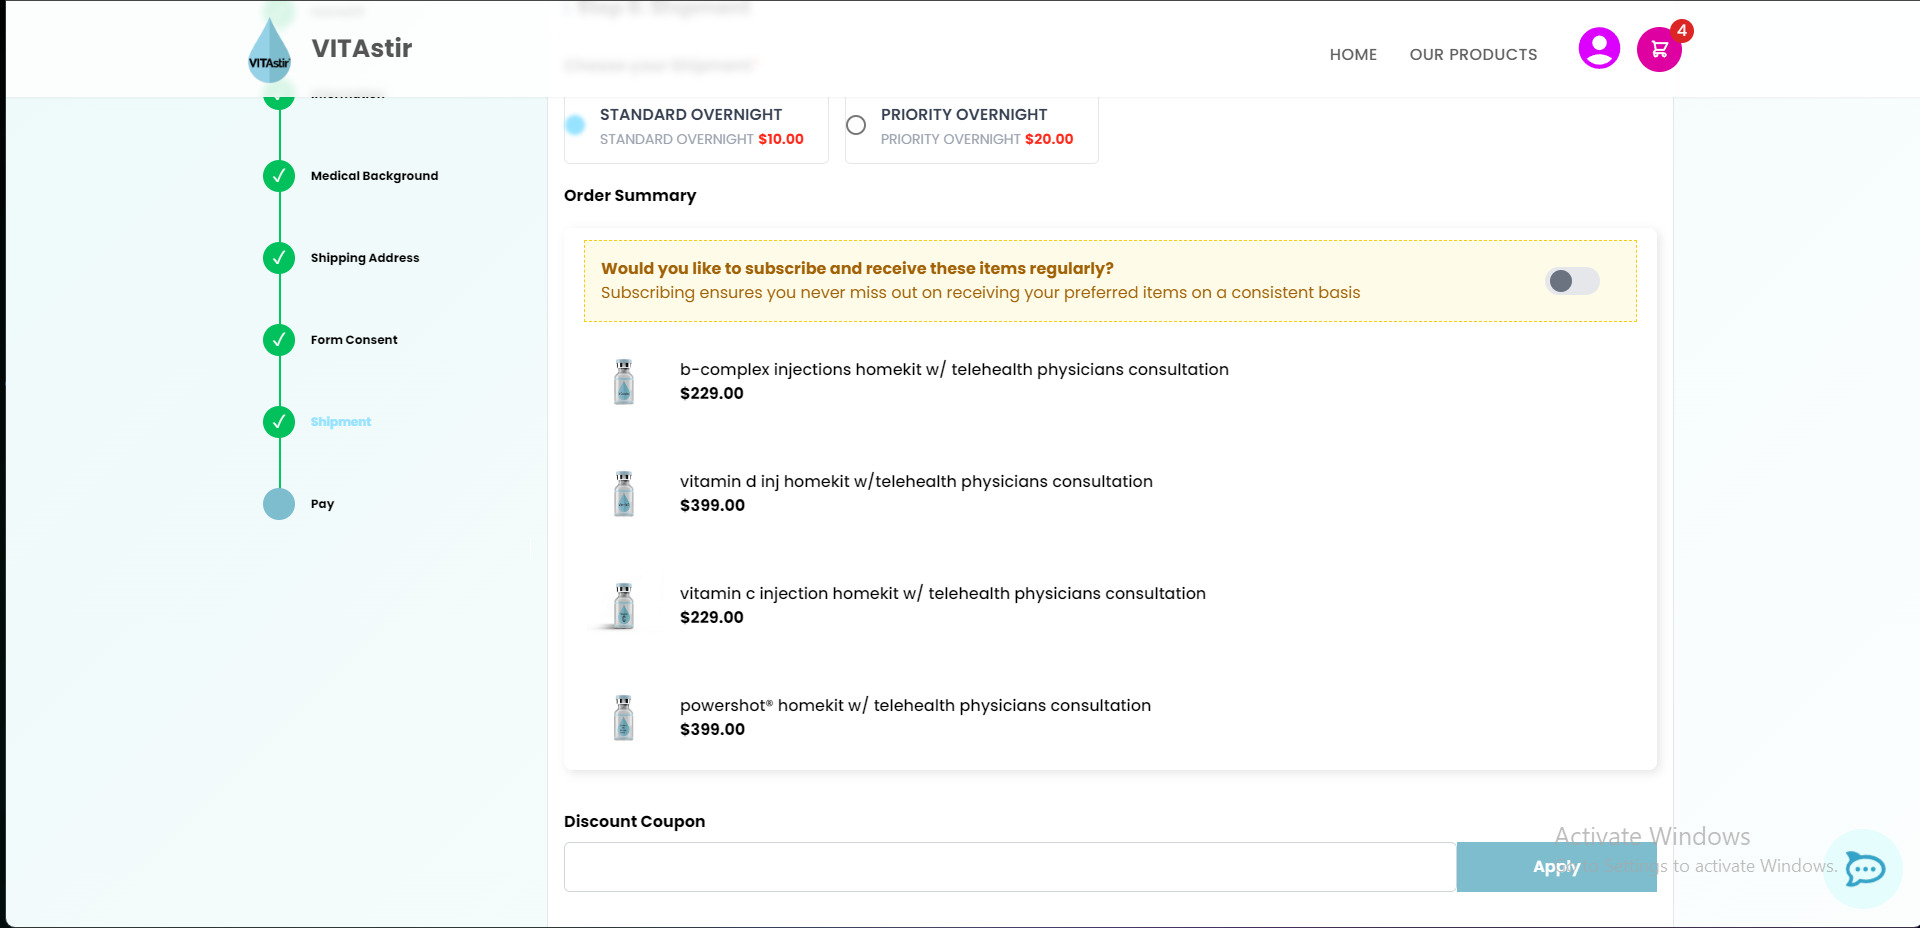 VITAstir
VITAstir
HOME
OUR PRODUCTS
4
Information
Medical Background
Shipping Address
Form Consent
Shipment
Pay
Choose your Shipment*
STANDARD OVERNIGHT
STANDARD OVERNIGHT $10.00
PRIORITY OVERNIGHT
PRIORITY OVERNIGHT $20.00
Order Summary
Would you like to subscribe and receive these items regularly?
Subscribing ensures you never miss out on receiving your preferred items on a consistent basis
b-complex injections homekit w/ telehealth physicians consultation
$229.00
vitamin d inj homekit w/telehealth physicians consultation
$399.00
vitamin c injection homekit w/ telehealth physicians consultation
$229.00
powershot® homekit w/ telehealth physicians consultation
$399.00
Discount Coupon
Apply
Activate Windows
to activate Windows.